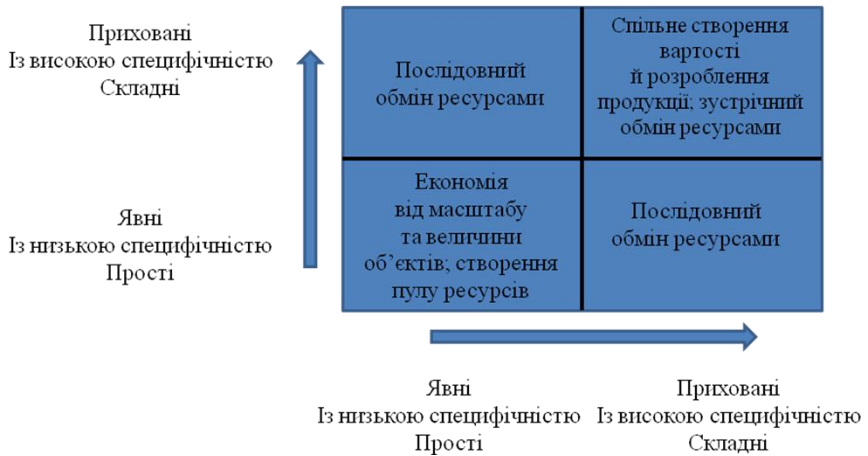 Приховані
Із високою специфічністю
Складні
Послідовний
обмін ресурсами
Спільне створення
вартості
й розроблення
продукції; зустрічний
обмін ресурсами
Явні
Із низькою специфічністю
Прості
Економія
від масштабу
та величини
об’єктів; створення
пулу ресурсів
Послідовний
обмін ресурсами
Явні
Із низькою специфічністю
Прості
Приховані
Із високою специфічністю
Складні